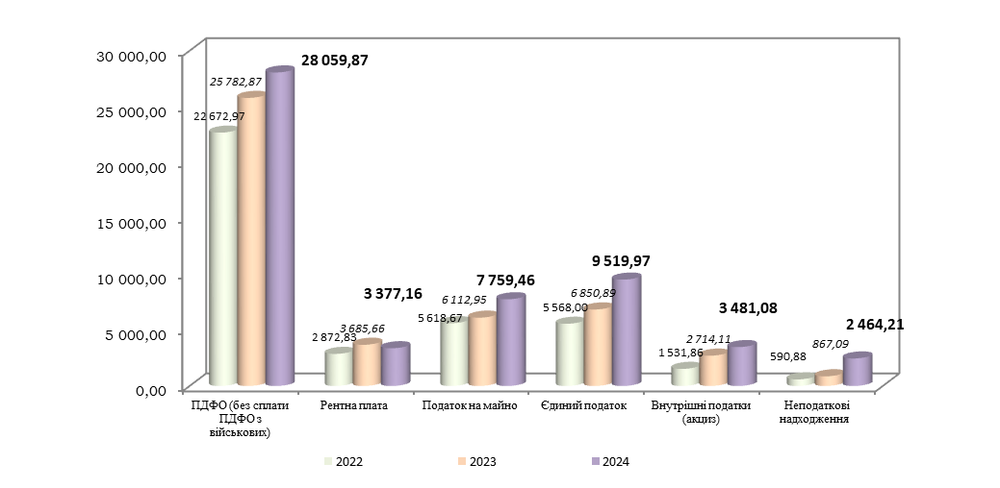 30 000,00
25 000,00
20 000,00
15 000,00
10 000,00
5 000,00
0,00
22 672,97
25 782,87
28 059,87
2 872,83
3 685,66
3 377,16
5 618,67
6 112,95
7 759,46
5 568,00
6 850,89
9 519,97
1 531,86
2 714,11
3 481,08
590,88
867,09
2 464,21
ПДФО (без сплати
ПДФО з
військових)
Рентна плата
Податок на майно
Єдиний податок
Внутрішні податки
(акциз)
Неподаткові
надходження
2022
2023
2024